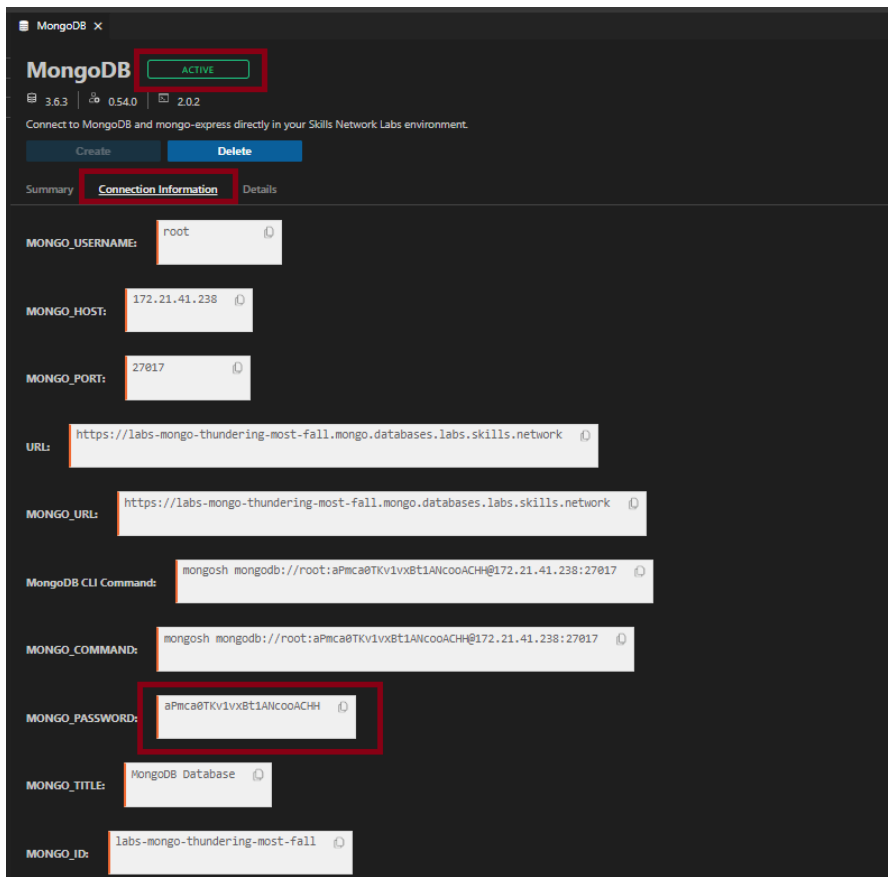 MongoDB
MongoDB ACTIVE
3.6.3 0.54.0 2.0.2
Connect to MongoDB and mongo-express directly in your Skills Network Labs environment.
Create Delete
Summary Connection Information Details
MONGO_USERNAME: root
MONGO_HOST: 172.21.41.238
MONGO_PORT: 27017
URL: https://labs-mongo-thundering-most-fall.mongo.databases.labs.skills.network
MONGO_URL: https://labs-mongo-thundering-most-fall.mongo.databases.labs.skills.network
MongoDB CLI Command: mongosh mongodb://root:aPmca0TKv1vxBt1ANcooACHH@172.21.41.238:27017
MONGO_COMMAND: mongosh mongodb://root:aPmca0TKv1vxBt1ANcooACHH@172.21.41.238:27017
MONGO_PASSWORD: aPmca0TKv1vxBt1ANcooACHH
MONGO_TITLE: MongoDB Database
MONGO_ID: labs-mongo-thundering-most-fall